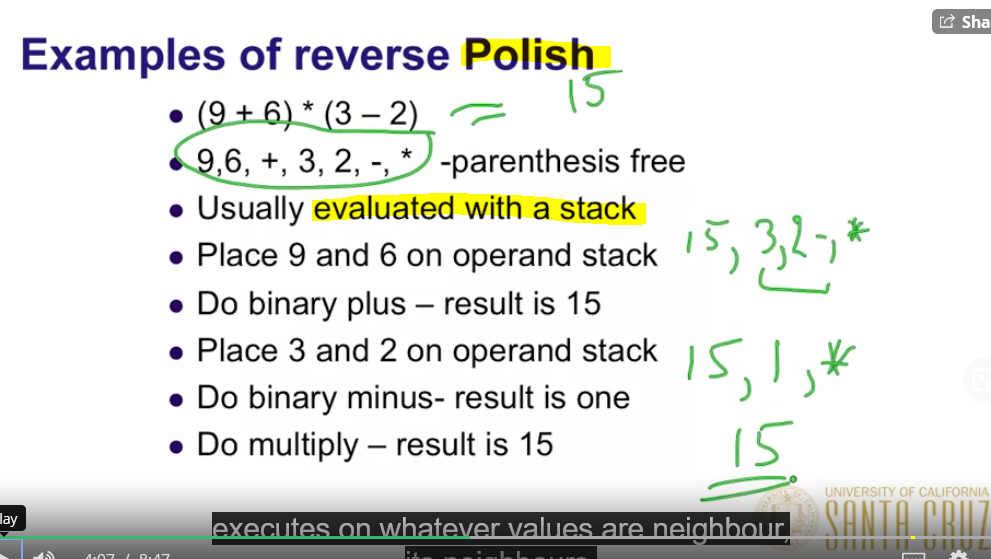 Sha
Examples of reverse Polish
• (9 + 6) * (3 – 2) = 15
• 9,6, +, 3, 2, -, * -parenthesis free
• Usually evaluated with a stack
• Place 9 and 6 on operand stack
15, 3,2-, *
• Do binary plus – result is 15
• Place 3 and 2 on operand stack
15, 1, *
• Do binary minus- result is one
• Do multiply – result is 15
15
UNIVERSITY OF CALIFORNIA
SANTA CRUZ
lay
executes on whatever values are neighbour,
its neighbours
4:07 / 8:47